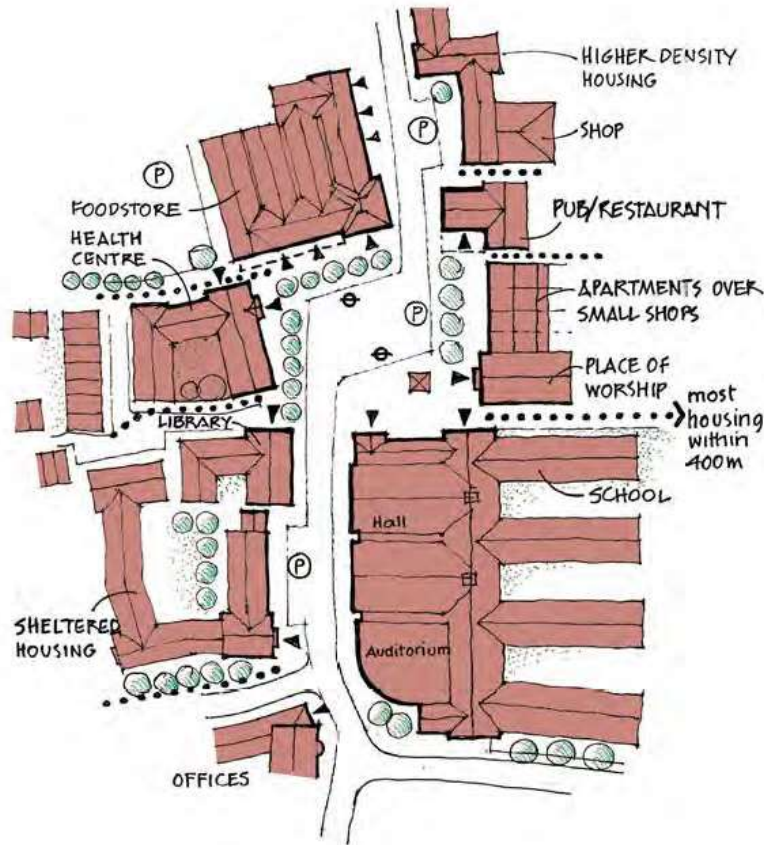 HIGHER DENSITY
HOUSING
P
SHOP
P
FOODSTORE
PUB/RESTAURANT
HEALTH
CENTRE
APARTMENTS OVER
SMALL SHOPS
P
PLACE OF
WORSHIP
most
housing
within
400m
LIBRARY
SCHOOL
Hall
P
SHELTERED
HOUSING
Auditorium
OFFICES